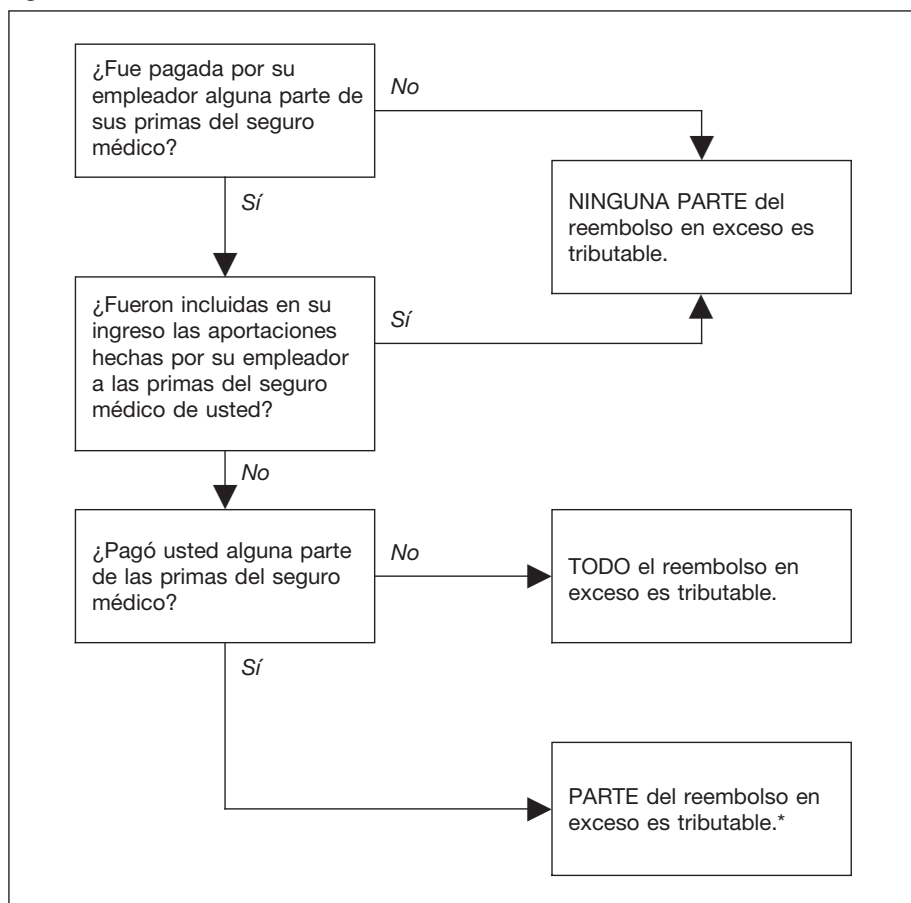 ¿Fue pagada por su
empleador alguna parte de
sus primas del seguro
médico?
No
Sí
NINGUNA PARTE del
reembolso en exceso es
tributable.
¿Fueron incluidas en su
ingreso las aportaciones
hechas por su empleador
a las primas del seguro
médico de usted?
Sí
No
¿Pagó usted alguna parte
de las primas del seguro
médico?
No
TODO el reembolso en
exceso es tributable.
Sí
PARTE del reembolso en
exceso es tributable.*